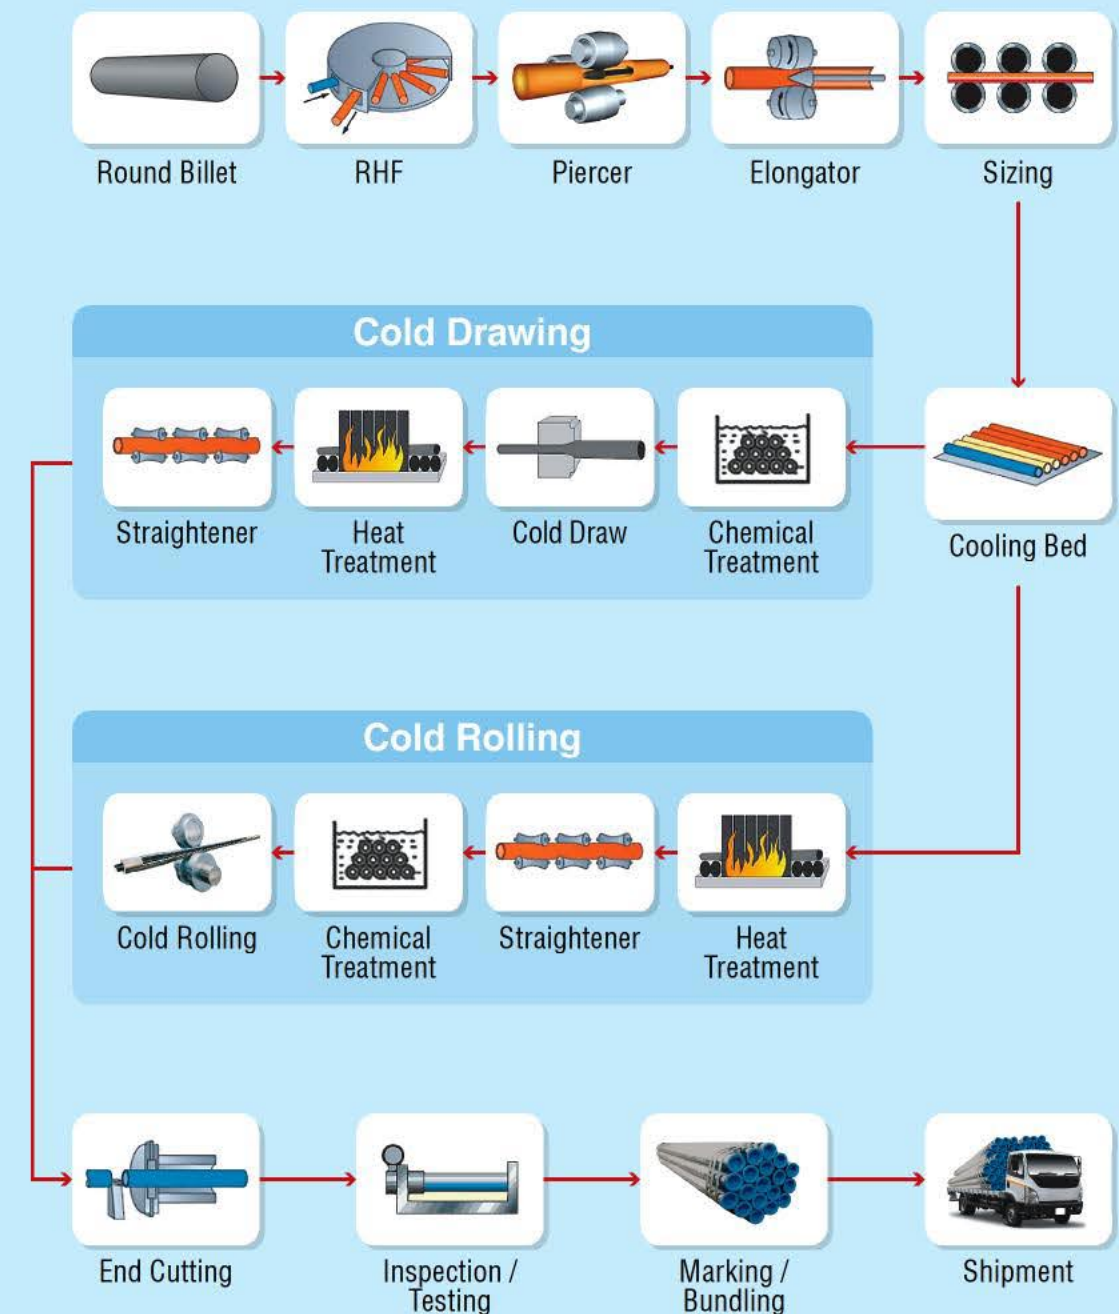 Round Billet
RHF
Piercer
Elongator
Sizing
Cold Drawing
Straightener
Heat
Treatment
Cold Draw
Chemical
Treatment
Cooling Bed
Cold Rolling
Cold Rolling
Chemical
Treatment
Straightener
Heat
Treatment
End Cutting
Inspection /
Testing
Marking /
Bundling
Shipment